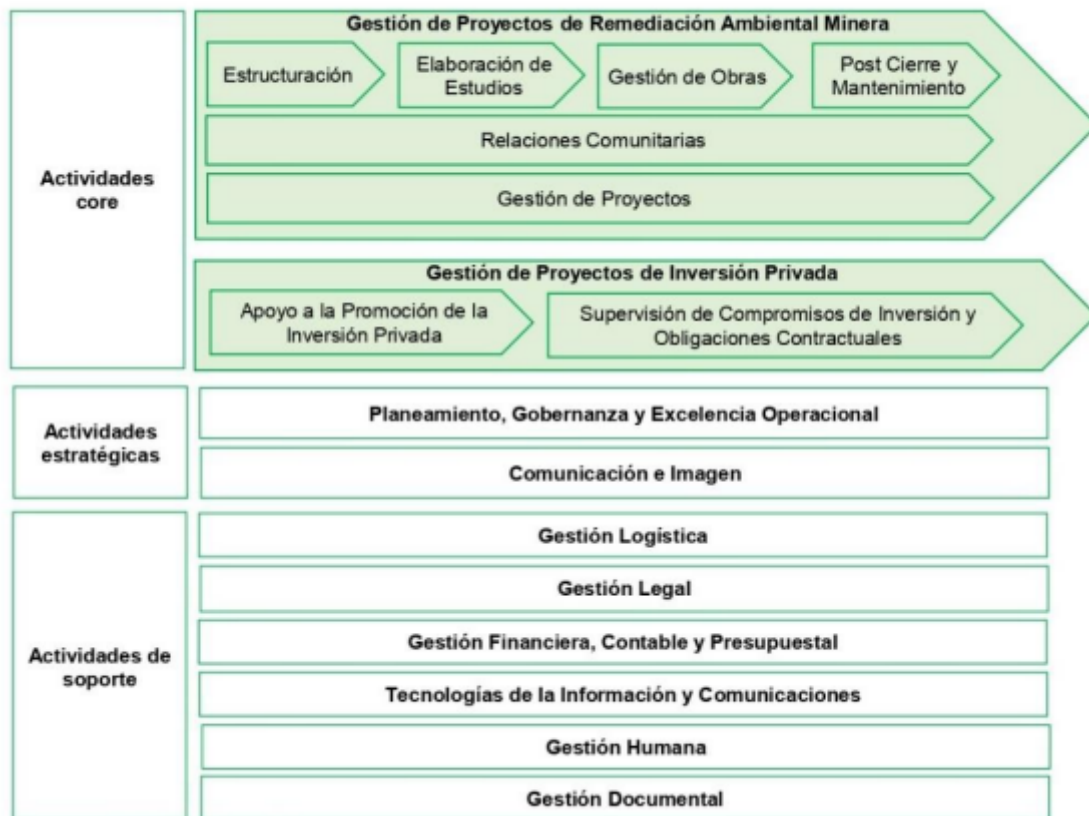 Gestión de Proyectos de Remediación Ambiental Minera
Estructuración
Elaboración de
Estudios
Gestión de Obras
Post Cierre y
Mantenimiento
Relaciones Comunitarias
Gestión de Proyectos
Actividades
core
Gestión de Proyectos de Inversión Privada
Apoyo a la Promoción de la
Inversión Privada
Supervisión de Compromisos de Inversión y
Obligaciones Contractuales
Actividades
estratégicas
Planeamiento, Gobernanza y Excelencia Operacional
Comunicación e Imagen
Actividades de
soporte
Gestión Logística
Gestión Legal
Gestión Financiera, Contable y Presupuestal
Tecnologías de la Información y Comunicaciones
Gestión Humana
Gestión Documental